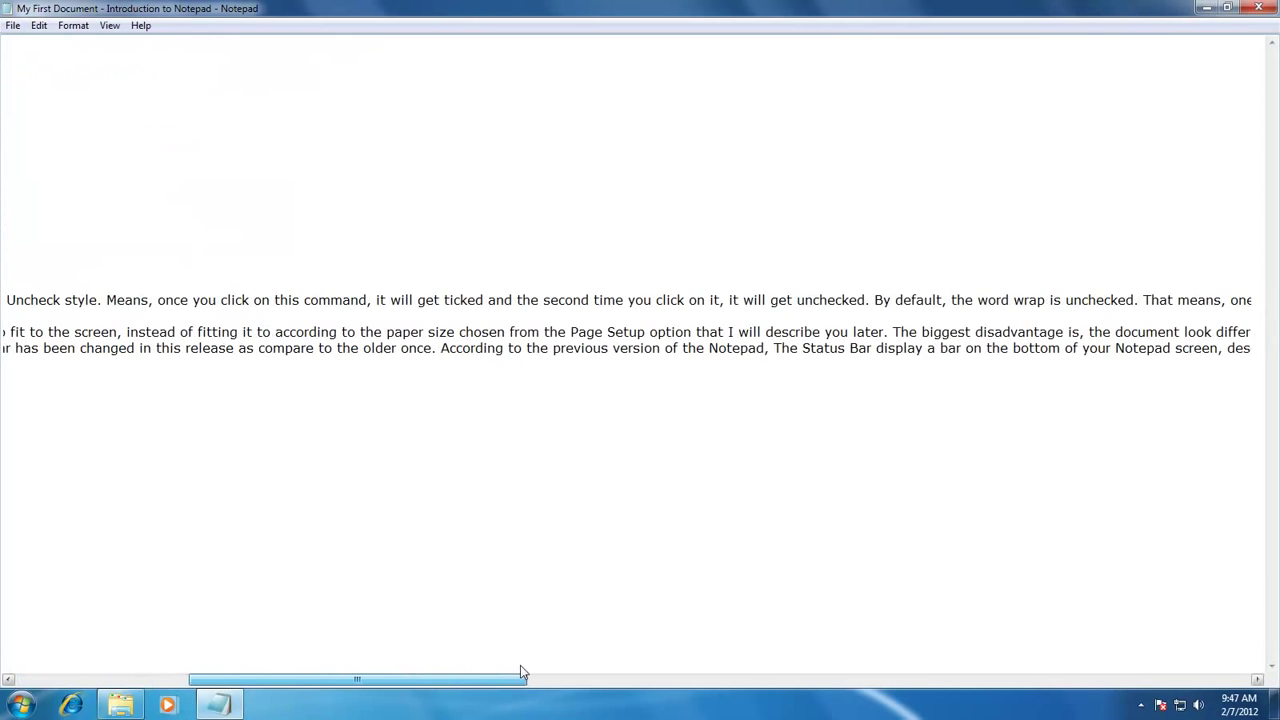 My First Document - Introduction to Notepad - Notepad
File Edit Format View Help
Uncheck style. Means, once you click on this command, it will get ticked and the second time you click on it, it will get unchecked. By default, the word wrap is unchecked. That means, one
fit to the screen, instead of fitting it to according to the paper size chosen from the Page Setup option that I will describe you later. The biggest disadvantage is, the document look differ
r has been changed in this release as compare to the older once. According to the previous version of the Notepad, The Status Bar display a bar on the bottom of your Notepad screen, des
9:47 AM
2/7/2012